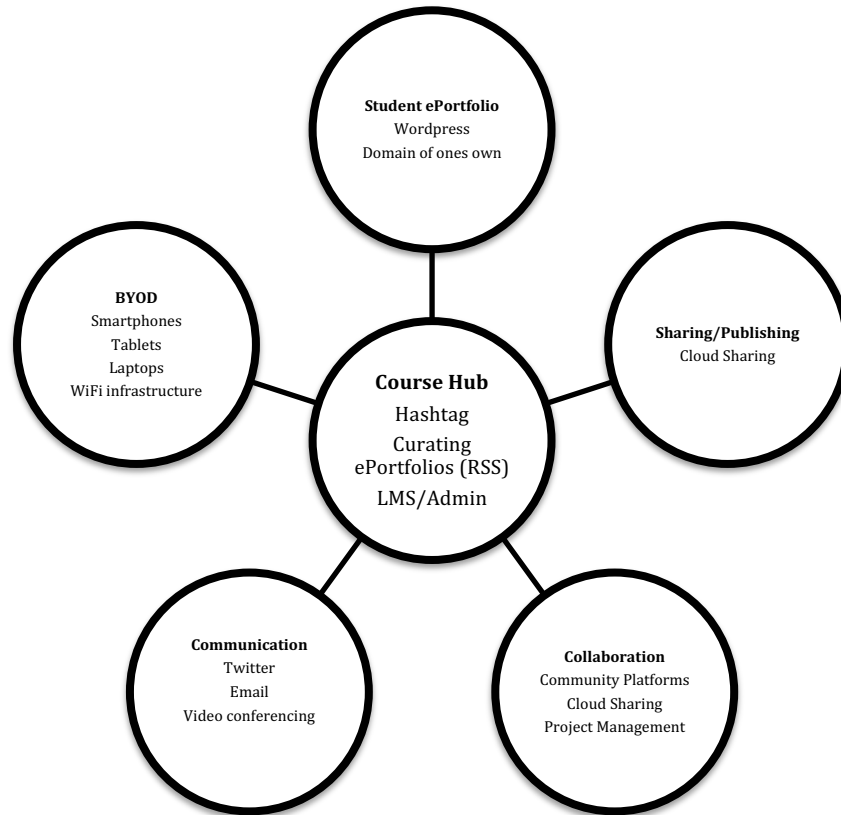 Student ePortfolio
Wordpress
Domain of ones own
BYOD
Smartphones
Tablets
Laptops
WiFi infrastructure
Sharing/Publishing
Cloud Sharing
Course Hub
Hashtag
Curating
ePortfolios (RSS)
LMS/Admin
Communication
Twitter
Email
Video conferencing
Collaboration
Community Platforms
Cloud Sharing
Project Management